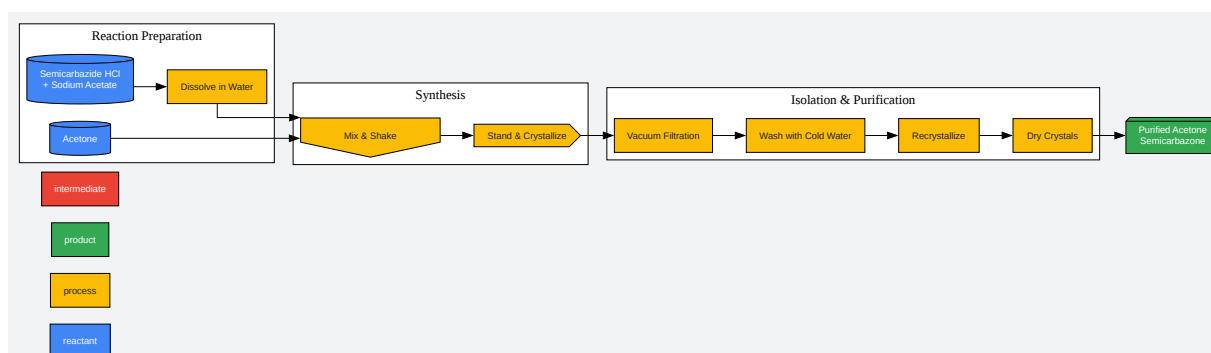 Reaction Preparation
Semicarbazide HCl
+ Sodium Acetate
Dissolve in Water
Acetone
Synthesis
Mix & Shake
Stand & Crystallize
Isolation & Purification
Vacuum Filtration
Wash with Cold Water
Recrystallize
Dry Crystals
Purified Acetone
Semicarbazone
intermediate
product
process
reactant